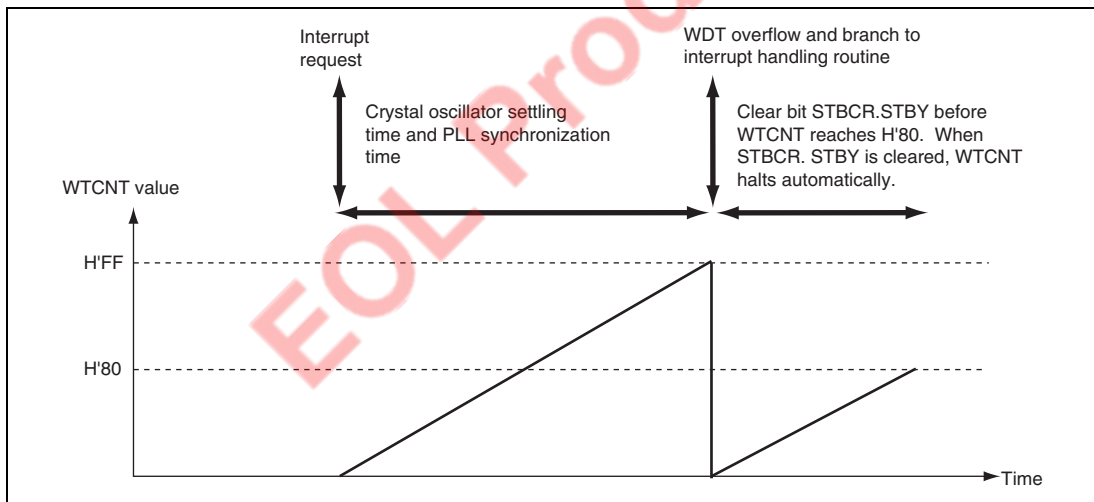 Interrupt
request
WDT overflow and branch to
interrupt handling routine
Crystal oscillator settling
time and PLL synchronization
time
Clear bit STBCR.STBY before
WTCNT reaches H'80. When
STBCR. STBY is cleared, WTCNT
halts automatically.
WTCNT value
H'FF
H'80
Time
EOL Prod